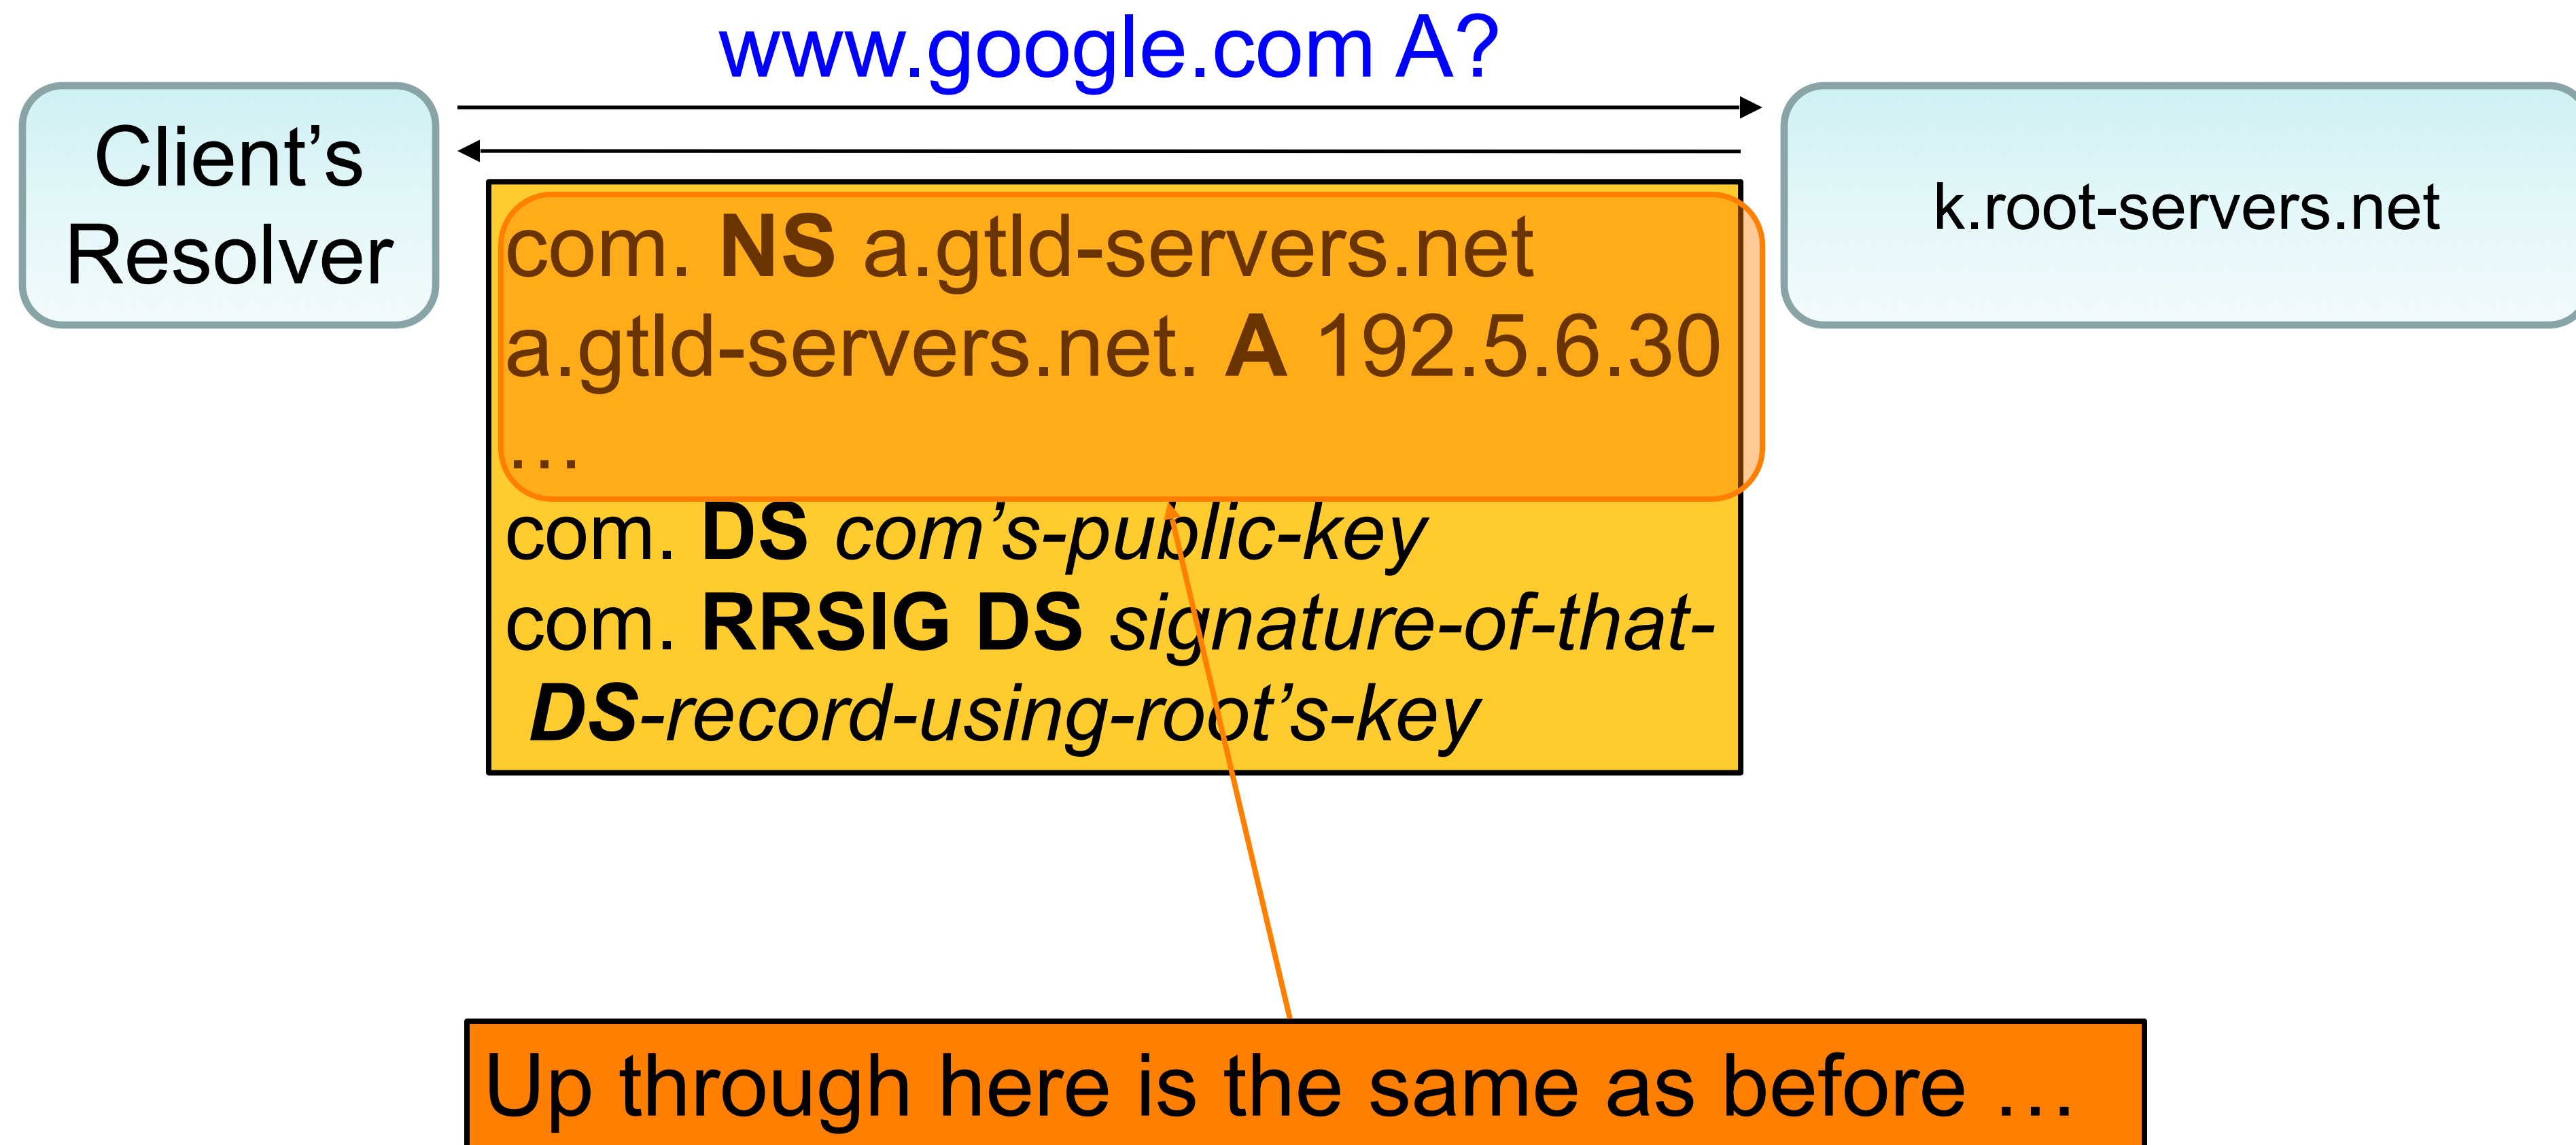 www.google.com A?
Client’s
Resolver
k.root-servers.net
com. NS a.gtld-servers.net
a.gtld-servers.net. A 192.5.6.30
…
com. DS com’s-public-key
com. RRSIG DS signature-of-that-
DS-record-using-root’s-key
Up through here is the same as before …